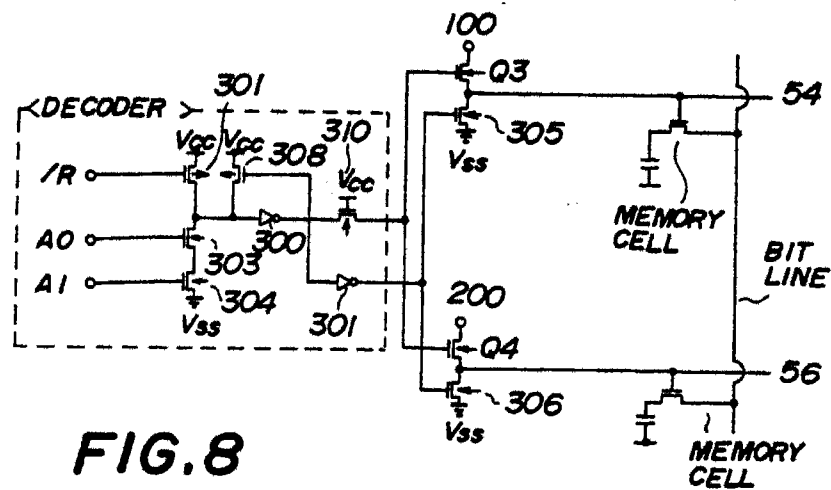 100
301
Q3
DECODER
54
VCC VCC
310
308
305
VCC
VSS
/R
300
MEMORY
CELL
A0
303
BIT
LINE
A1
304
200
301
VSS
Q4
56
306
VSS
MEMORY
CELL
FIG.8